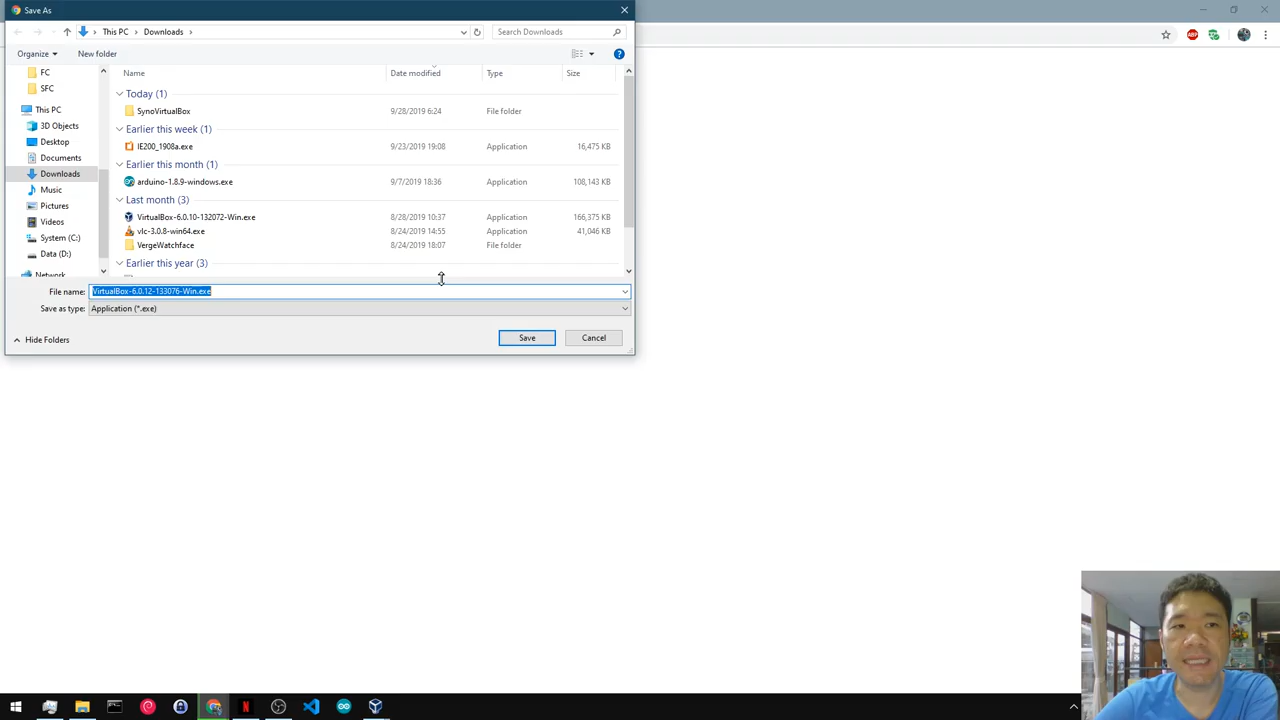 Save As
This PC
Downloads
Search Downloads
Organize
New folder
FC
SFC
This PC
3D Objects
Desktop
Documents
Downloads
Music
Pictures
Videos
System (C:)
Data (D:)
Network
Name
Date modified
Type
Size
Today (1)
SynoVirtualBox 9/28/2019 6:24 File folder
Earlier this week (1)
IE200_1908a.exe 9/23/2019 19:08 Application 16,475 KB
Earlier this month (1)
arduino-1.8.9-windows.exe 9/7/2019 18:36 Application 108,143 KB
Last month (3)
VirtualBox-6.0.10-132072-Win.exe 8/28/2019 10:37 Application 166,375 KB
vlc-3.0.8-win64.exe 8/24/2019 14:55 Application 41,046 KB
VergeWatchface 8/24/2019 18:07 File folder
Earlier this year (3)
File name: VirtualBox-6.0.12-133076-Win.exe
Save as type: Application (*.exe)
Hide Folders
Save
Cancel
ABP
N